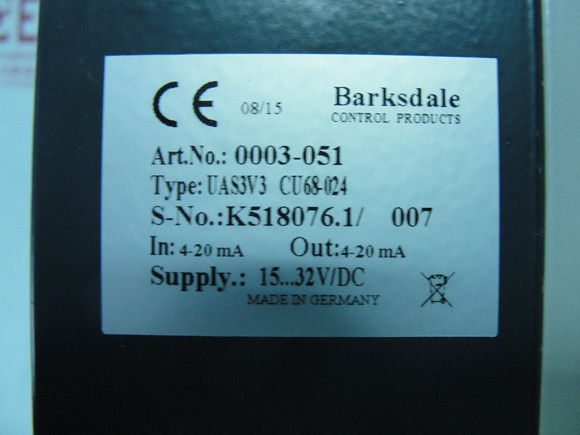 CE 08/15 Barksdale
CONTROL PRODUCTS
Art.No.: 0003-051
Type: UAS3V3 CU68-024
S-No.:K518076.1/ 007
In: 4-20 mA Out:4-20 mA
Supply.: 15...32V/DC
MADE IN GERMANY